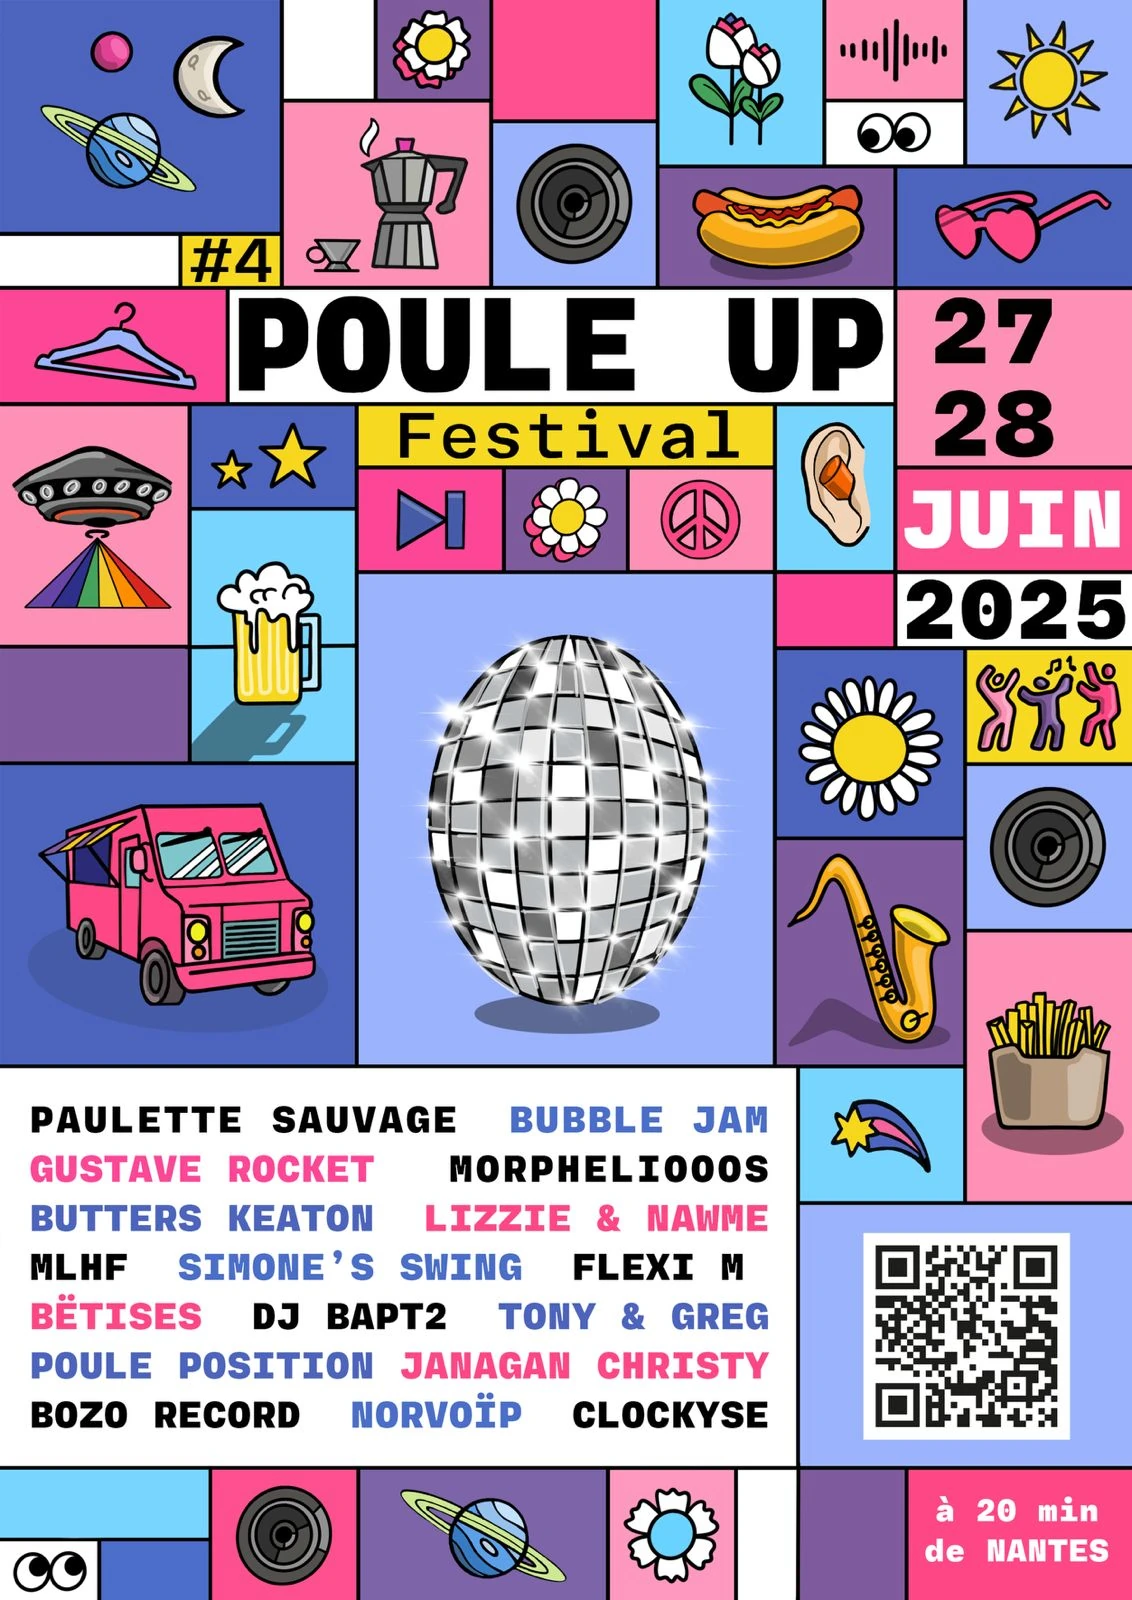 #4
POULE UP
Festival
27
28
JUIN
2025
PAULETTE SAUVAGE BUBBLE JAM
GUSTAVE ROCKET MORPHELIOOOS
BUTTERS KEATON LIZZIE & NAWME
MLHF SIMONE'S SWING FLEXI M
BËTISES DJ BAPT2 TONY & GREG
POULE POSITION JANAGAN CHRISTY
BOZO RECORD NORVOÏP CLOCKYSE
à 20 min
de NANTES